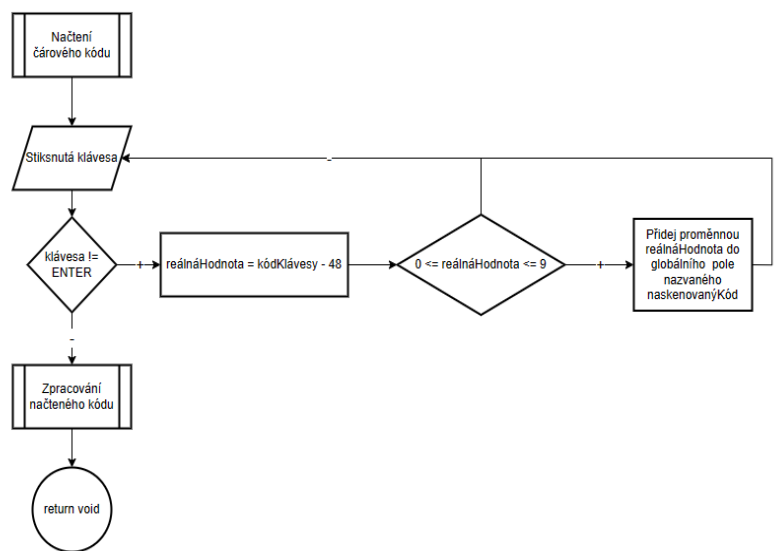 Načtení
čárového kódu
Stiksnutá klávesa
-
klávesa !=
ENTER
+
reálnáHodnota = kódKlávesy - 48
0 <= reálnáHodnota <= 9
+
Přidej proměnnou
reálnáHodnota do
globálního pole
nazvaného
naskenovanýKód
-
Zpracování
načteného kódu
return void